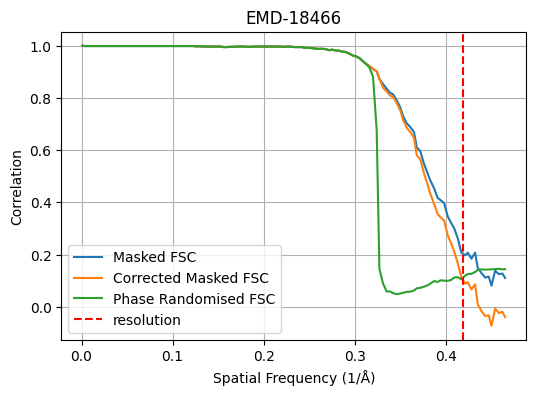 EMD-18466
1.0
0.8
0.6
0.4
0.2
0.0
Correlation
Masked FSC
Corrected Masked FSC
Phase Randomised FSC
resolution
0.0 0.1 0.2 0.3 0.4
Spatial Frequency (1/Å)